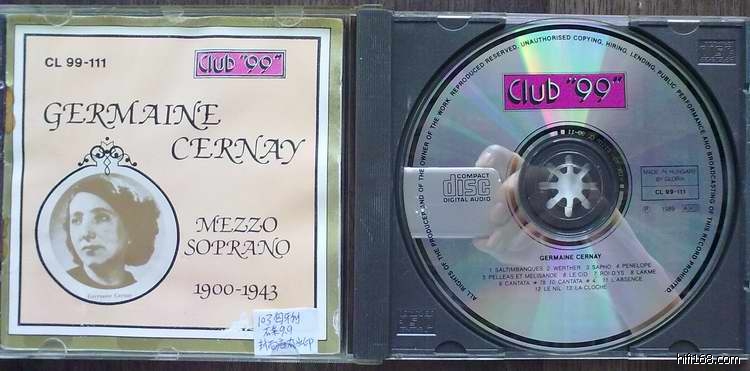 CL 99-111
Club "99"
GERMAINE
CERNAY
MEZZO
SOPRANO
1900-1943
Germaine Cernay
ALL RIGHTS OF THE PRODUCER AND OF THE OWNER OF THE WORK REPRODUCED RESERVED. UNAUTHORISED COPYING, HIRING, LENDING, PUBLIC PERFORMANCE AND BROADCASTING OF THIS RECORD PROHIBITED.
Club "99"
COMPACT
disc
DIGITAL AUDIO
MADE IN HUNGARY
BY GLORIA
CL 99-111
℗ 1989
GERMAINE CERNAY
1 SALTIMBANQUES 2 WERTHER 3 SAPHO 4 PENELOPE
5 PELLEAS ET MELISANDE 6 LE CID 7 ROI D'YS 8 LAKME
9 CANTATA # 79 10 CANTATA # 4 11 L'ABSENCE
12 LE NIL 13 LA CLOCHE
hifi168.com